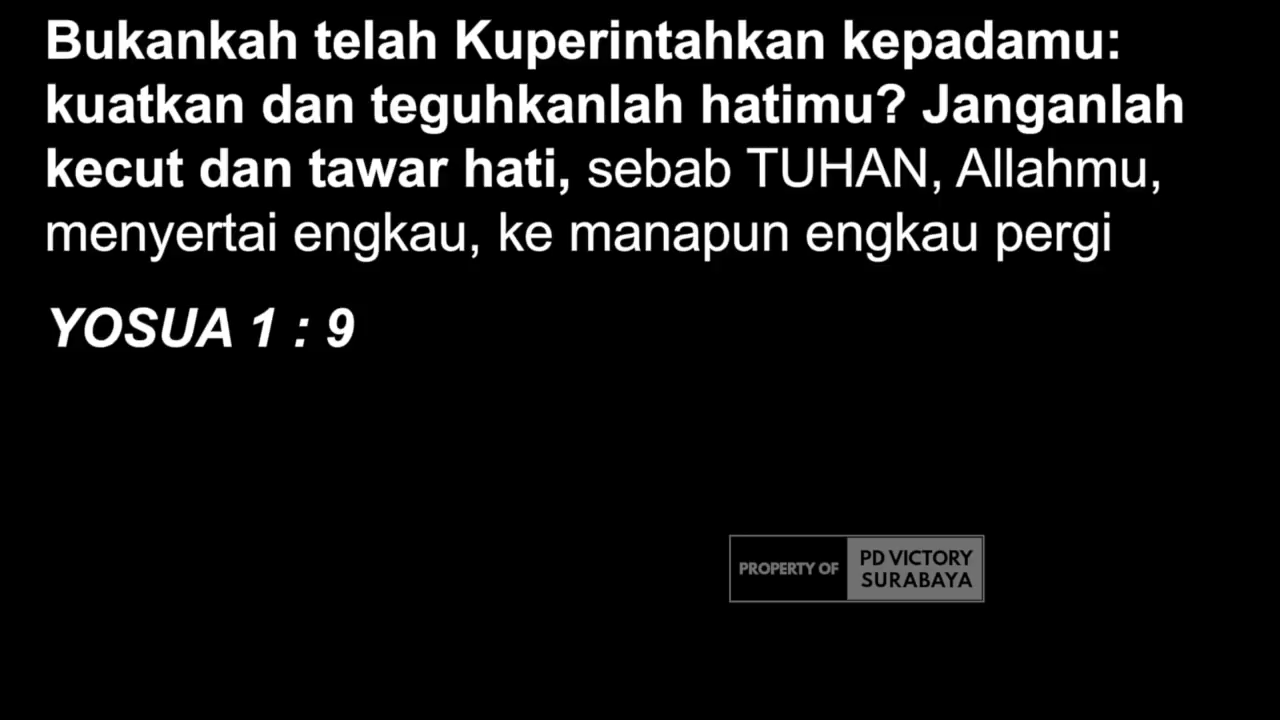 Bukankah telah Kuperintahkan kepadamu:
kuatkan dan teguhkanlah hatimu? Janganlah
kecut dan tawar hati, sebab TUHAN, Allahmu,
menyertai engkau, ke manapun engkau pergi
YOSUA 1 : 9
PROPERTY OF
PD VICTORY
SURABAYA